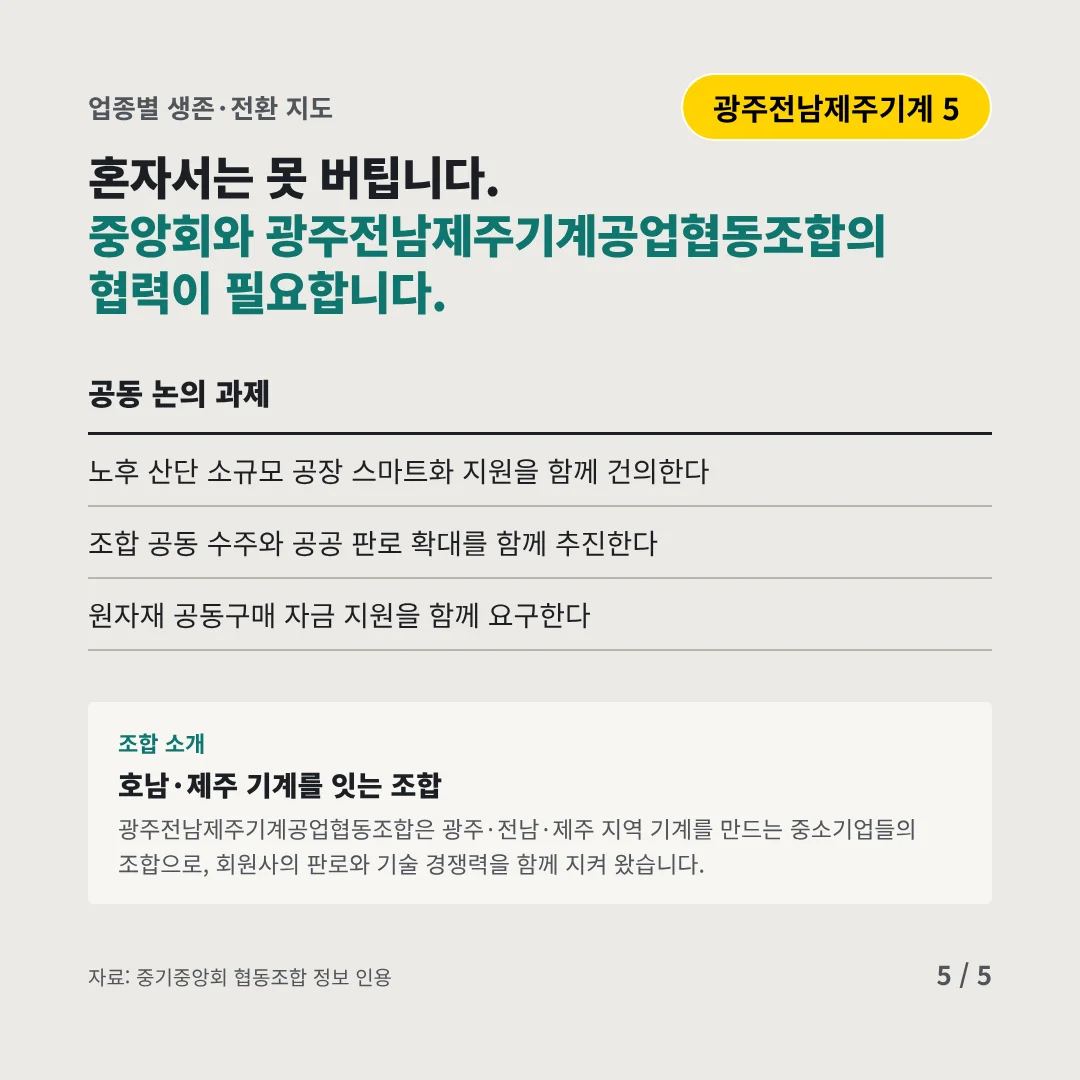 업종별 생존·전환 지도
광주전남제주기계 5
혼자서는 못 버팁니다.
중앙회와 광주전남제주기계공업협동조합의
협력이 필요합니다.
공동 논의 과제
노후 산단 소규모 공장 스마트화 지원을 함께 건의한다
조합 공동 수주와 공공 판로 확대를 함께 추진한다
원자재 공동구매 자금 지원을 함께 요구한다
조합 소개
호남·제주 기계를 잇는 조합
광주전남제주기계공업협동조합은 광주·전남·제주 지역 기계를 만드는 중소기업들의
조합으로, 회원사의 판로와 기술 경쟁력을 함께 지켜 왔습니다.
자료: 중기중앙회 협동조합 정보 인용
5 / 5